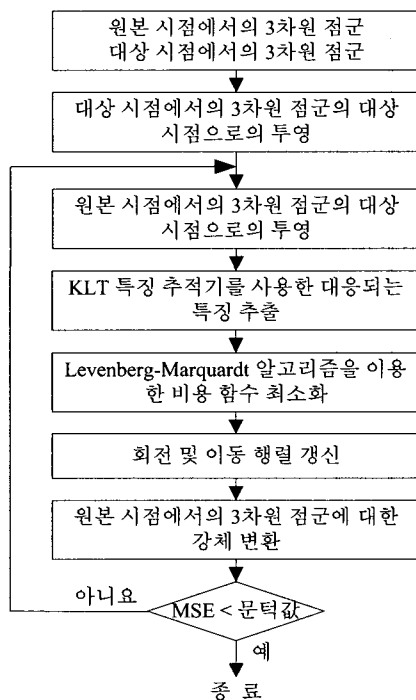 원본 시점에서의 3차원 점군
대상 시점에서의 3차원 점군
대상 시점에서의 3차원 점군의 대상
시점으로의 투영
원본 시점에서의 3차원 점군의 대상
시점으로의 투영
KLT 특징 추적기를 사용한 대응되는
특징 추출
Levenberg-Marquardt 알고리즘을 이용
한 비용 함수 최소화
회전 및 이동 행렬 갱신
원본 시점에서의 3차원 점군에 대한
강체 변환
아니요
MSE < 문턱값
예
종 료